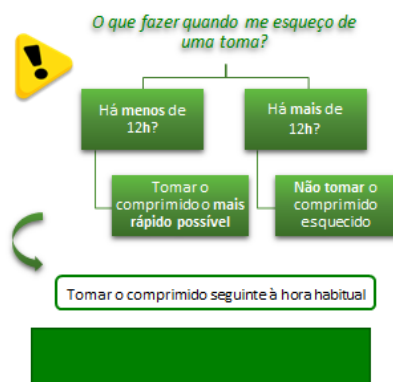 O que fazer quando me esqueço de
uma toma?
Há menos de
12h?
Há mais de
12h?
Tomar o
comprimido o mais
rápido possível
Não tomar o
comprimido
esquecido
Tomar o comprimido seguinte à hora habitual